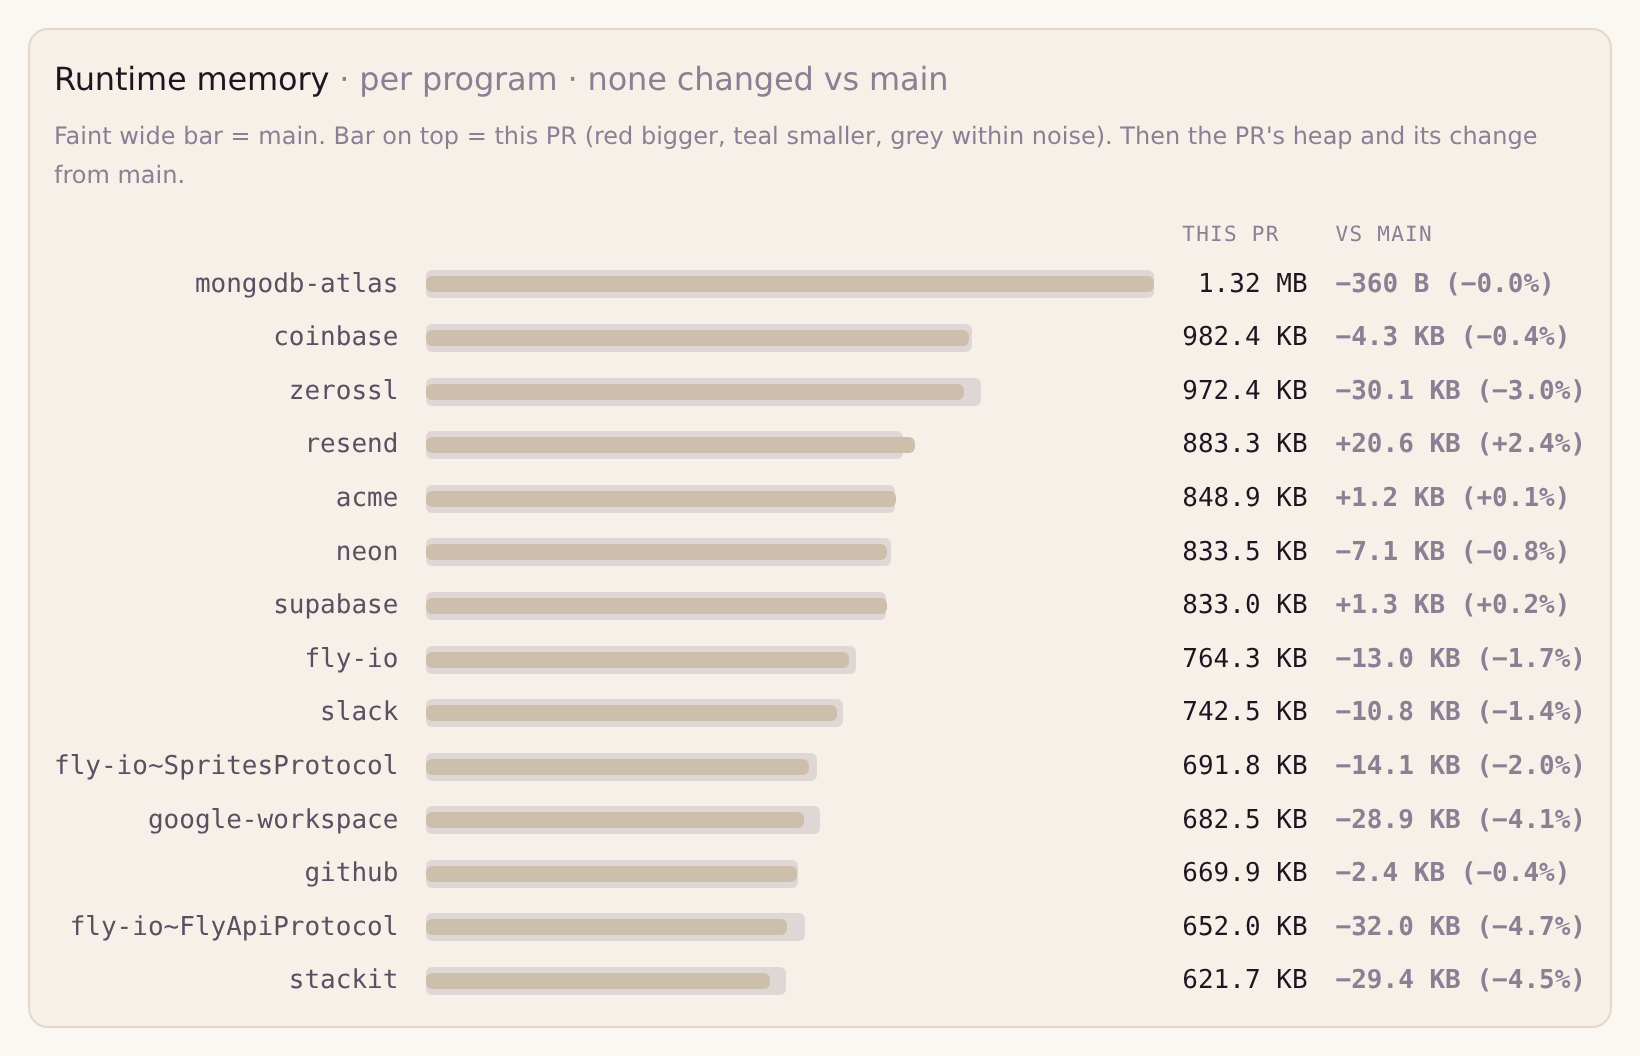 Runtime memory · per program · none changed vs main
Faint wide bar = main. Bar on top = this PR (red bigger, teal smaller, grey within noise). Then the PR's heap and its change
from main.
THIS PR VS MAIN
mongodb-atlas 1.32 MB −360 B (−0.0%)
coinbase 982.4 KB −4.3 KB (−0.4%)
zerossl 972.4 KB −30.1 KB (−3.0%)
resend 883.3 KB +20.6 KB (+2.4%)
acme 848.9 KB +1.2 KB (+0.1%)
neon 833.5 KB −7.1 KB (−0.8%)
supabase 833.0 KB +1.3 KB (+0.2%)
fly-io 764.3 KB −13.0 KB (−1.7%)
slack 742.5 KB −10.8 KB (−1.4%)
fly-io~SpritesProtocol 691.8 KB −14.1 KB (−2.0%)
google-workspace 682.5 KB −28.9 KB (−4.1%)
github 669.9 KB −2.4 KB (−0.4%)
fly-io~FlyApiProtocol 652.0 KB −32.0 KB (−4.7%)
stackit 621.7 KB −29.4 KB (−4.5%)